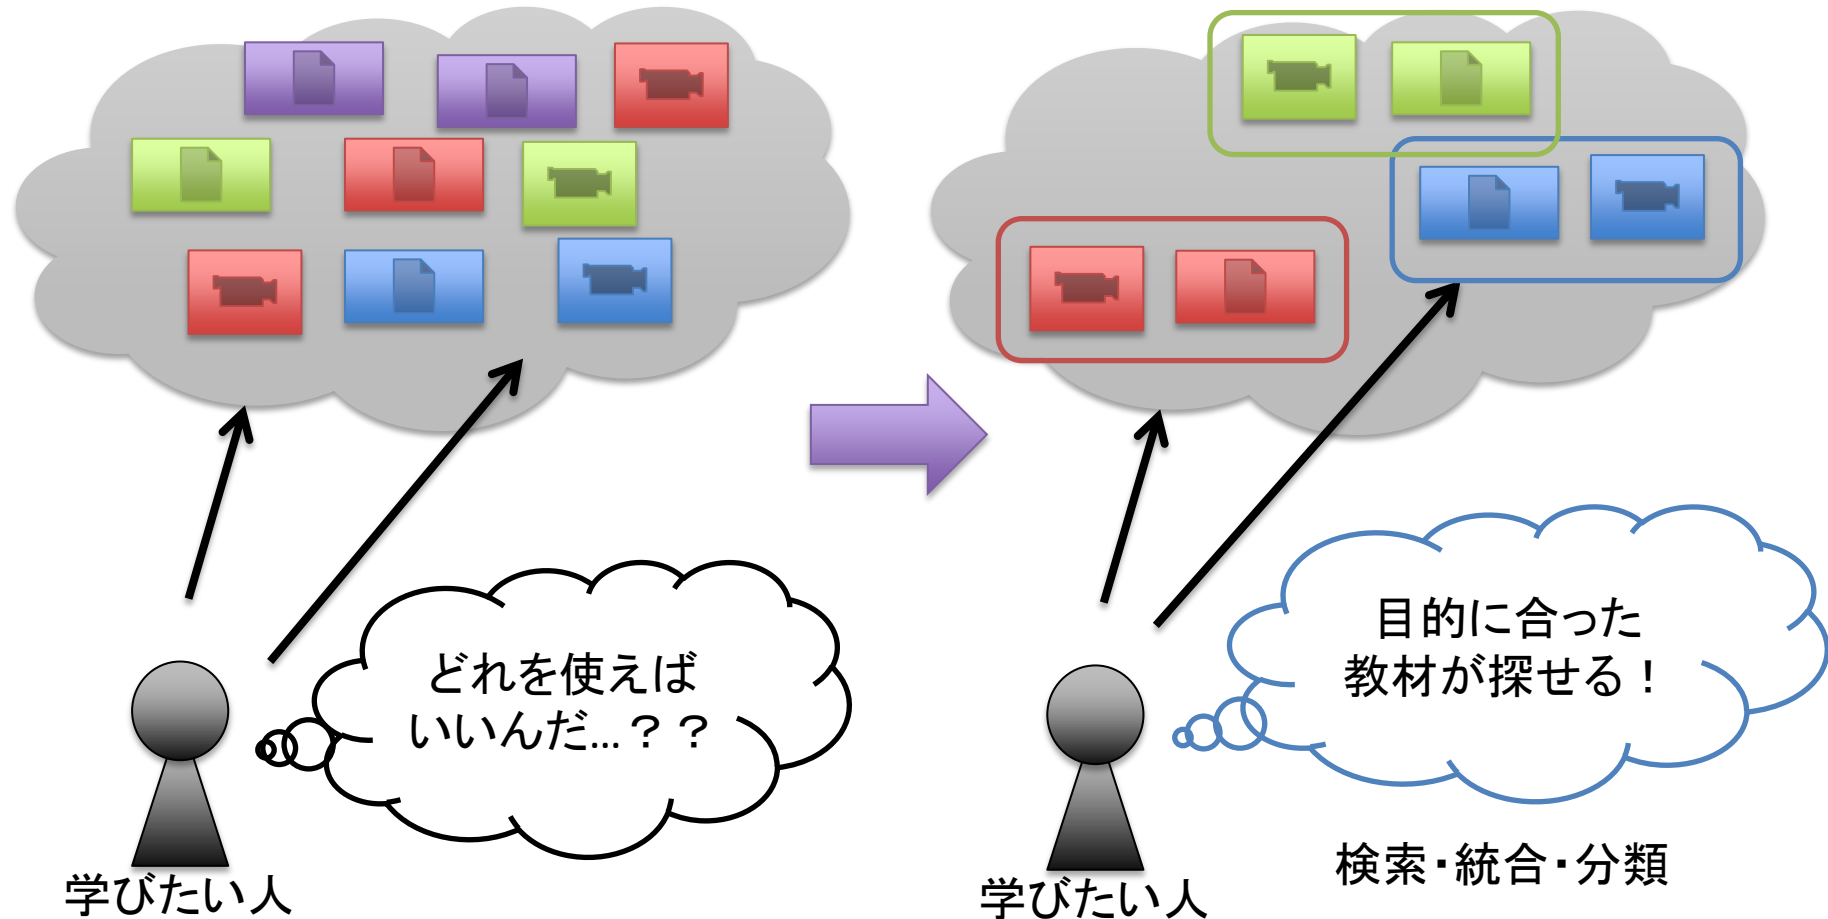 どれを使えば
いいんだ...？？
学びたい人
目的に合った
教材が探せる！
検索・統合・分類
学びたい人